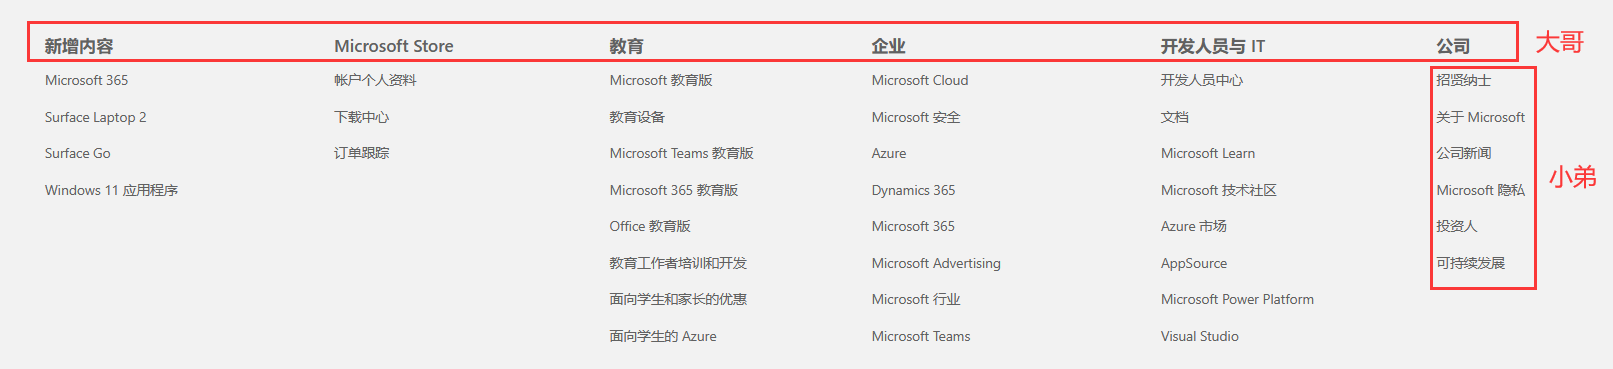 新增内容
Microsoft 365
Surface Laptop 2
Surface Go
Windows 11 应用程序
Microsoft Store
帐户个人资料
下载中心
订单跟踪
教育
Microsoft 教育版
教育设备
Microsoft Teams 教育版
Microsoft 365 教育版
Office 教育版
教育工作者培训和开发
面向学生和家长的优惠
面向学生的 Azure
企业
Microsoft Cloud
Microsoft 安全
Azure
Dynamics 365
Microsoft 365
Microsoft Advertising
Microsoft 行业
Microsoft Teams
开发人员与 IT
开发人员中心
文档
Microsoft Learn
Microsoft 技术社区
Azure 市场
AppSource
Microsoft Power Platform
Visual Studio
公司
招贤纳士
关于 Microsoft
公司新闻
Microsoft 隐私
投资人
可持续发展
大哥
小弟